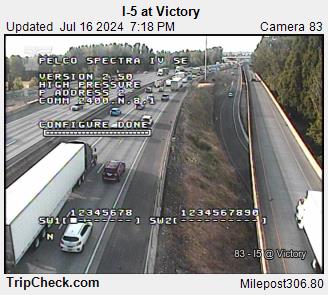 I-5 at Victory
Updated Jul 16 2024 7:18 PM Camera 83
PELCO SPECTRA IV SE
VERSION 2.50
HIGH PRESSURE
P ADDRESS 2
COMM 2400,N,8,1
CONFIGURE DONE
12345678 1234567890
SW1 SW2
N
83 - I5 @ Victory
TripCheck.com Milepost306.80